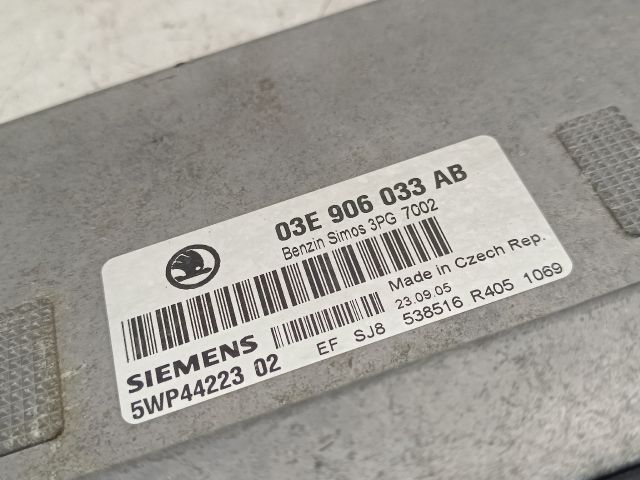 03E 906 033 AB
Benzin Simos 3PG 7002
Made in Czech Rep.
23.09.05
SIEMENS EF SJ8 538516 R405 1069
5WP44223 02